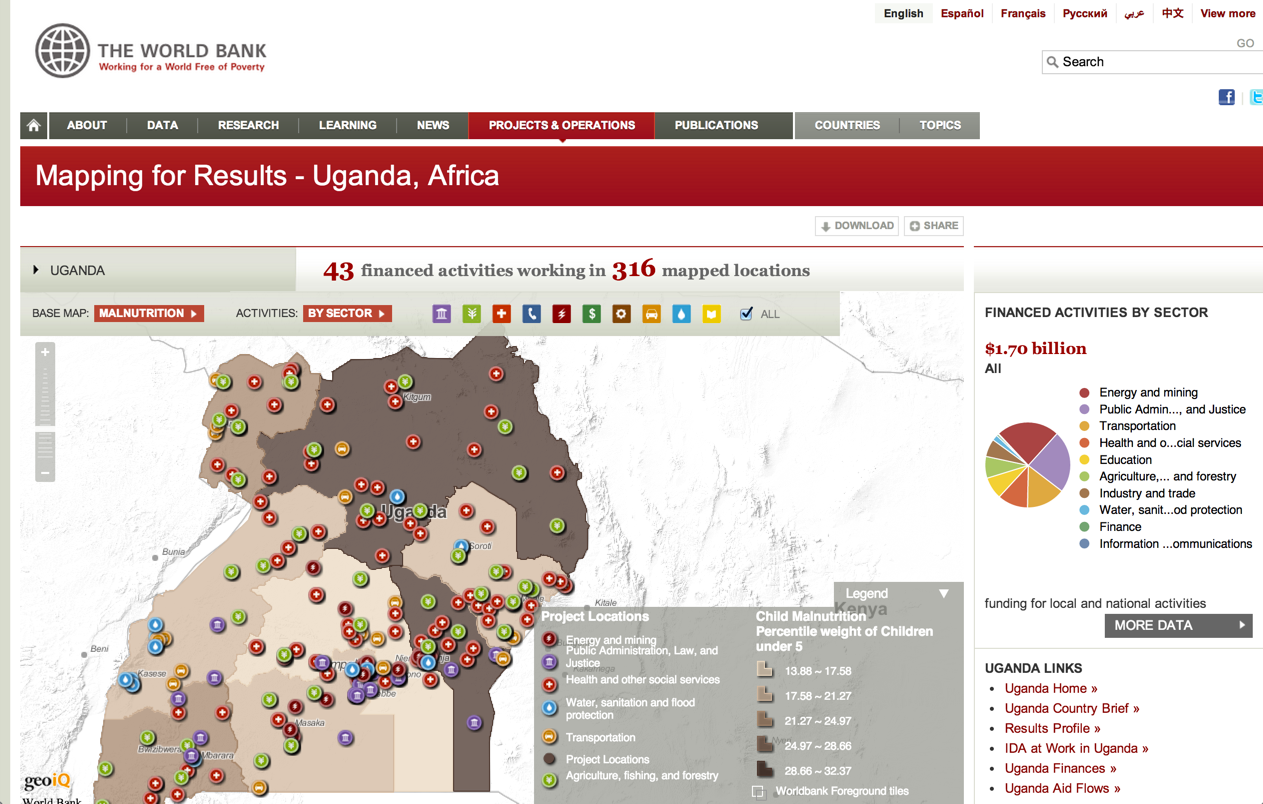 English Español Français Русский عربي 中文 View more
THE WORLD BANK
Working for a World Free of Poverty
GO
Search
ABOUT DATA RESEARCH LEARNING NEWS PROJECTS & OPERATIONS PUBLICATIONS COUNTRIES TOPICS
Mapping for Results - Uganda, Africa
DOWNLOAD SHARE
UGANDA
43 financed activities working in 316 mapped locations
BASE MAP: MALNUTRITION ACTIVITIES: BY SECTOR ALL
Kitgum
Uganda
Bunia
Soroti
Kitale
Beni
Kasese
Masaka
Mbarara
Kenya
geoiQ
World Bank
Legend
Project Locations
Energy and mining
Public Administration, Law, and
Justice
Health and other social services
Water, sanitation and flood
protection
Transportation
Project Locations
Agriculture, fishing, and forestry
Child Malnutrition
Percentile weight of Children
under 5
13.88 ~ 17.58
17.58 ~ 21.27
21.27 ~ 24.97
24.97 ~ 28.66
28.66 ~ 32.37
Worldbank Foreground tiles
FINANCED ACTIVITIES BY SECTOR
$1.70 billion
All
Energy and mining
Public Admin..., and Justice
Transportation
Health and o...cial services
Education
Agriculture,... and forestry
Industry and trade
Water, sanit...od protection
Finance
Information ...ommunications
funding for local and national activities
MORE DATA
UGANDA LINKS
Uganda Home »
Uganda Country Brief »
Results Profile »
IDA at Work in Uganda »
Uganda Finances »
Uganda Aid Flows »